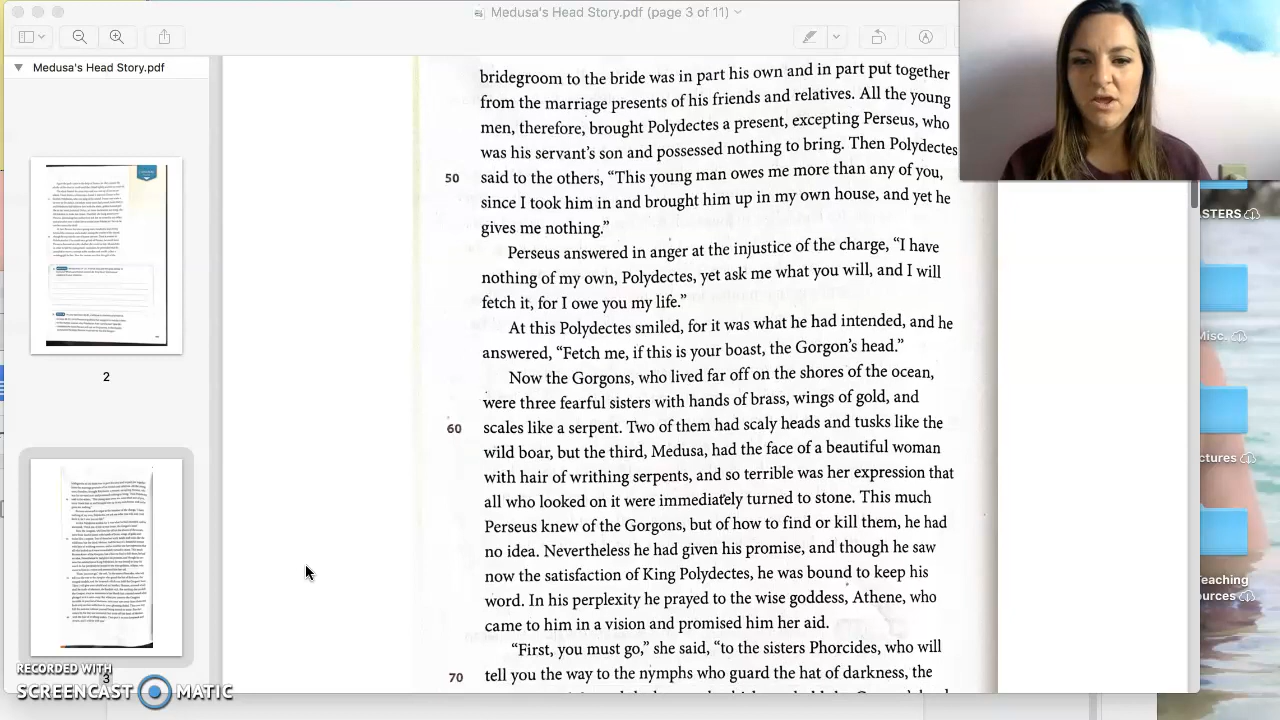 Medusa's Head Story.pdf (page 3 of 11)
Medusa's Head Story.pdf
2
3
bridegroom to the bride was in part his own and in part put together
from the marriage presents of his friends and relatives. All the young
men, therefore, brought Polydectes a present, excepting Perseus, who
was his servant's son and possessed nothing to bring. Then Polydectes
50 said to the others, “This young man owes me more than any of you,
since I took him in and brought him up in my own house, and yet he
gives me nothing.”
Perseus answered in anger at the injustice of the charge, “I have
nothing of my own, Polydectes, yet ask me what you will, and I will
fetch it, for I owe you my life.”
At this Polydectes smiled, for it was what he had intended, and he
answered, “Fetch me, if this is your boast, the Gorgon's head.”
Now the Gorgons, who lived far off on the shores of the ocean,
were three fearful sisters with hands of brass, wings of gold, and
60 scales like a serpent. Two of them had scaly heads and tusks like the
wild boar, but the third, Medusa, had the face of a beautiful woman
with hair of writhing serpents, and so terrible was her expression that
all who looked on it were immediately turned to stone. This much
Perseus knew of the Gorgons, but of how to find or kill them, he had
no idea. Nevertheless he had given his promise, and though he saw
now the satisfaction of King Polydectes, he was bound to keep his
word. In his perplexity he prayed to the wise goddess, Athene, who
came to him in a vision and promised him her aid.
“First, you must go,” she said, “to the sisters Phorcides, who will
70 tell you the way to the nymphs who guard the hat of darkness, the
STERS
Misc.
ctures
Teaching
ources
RECORDED WITH
SCREENCAST MATIC